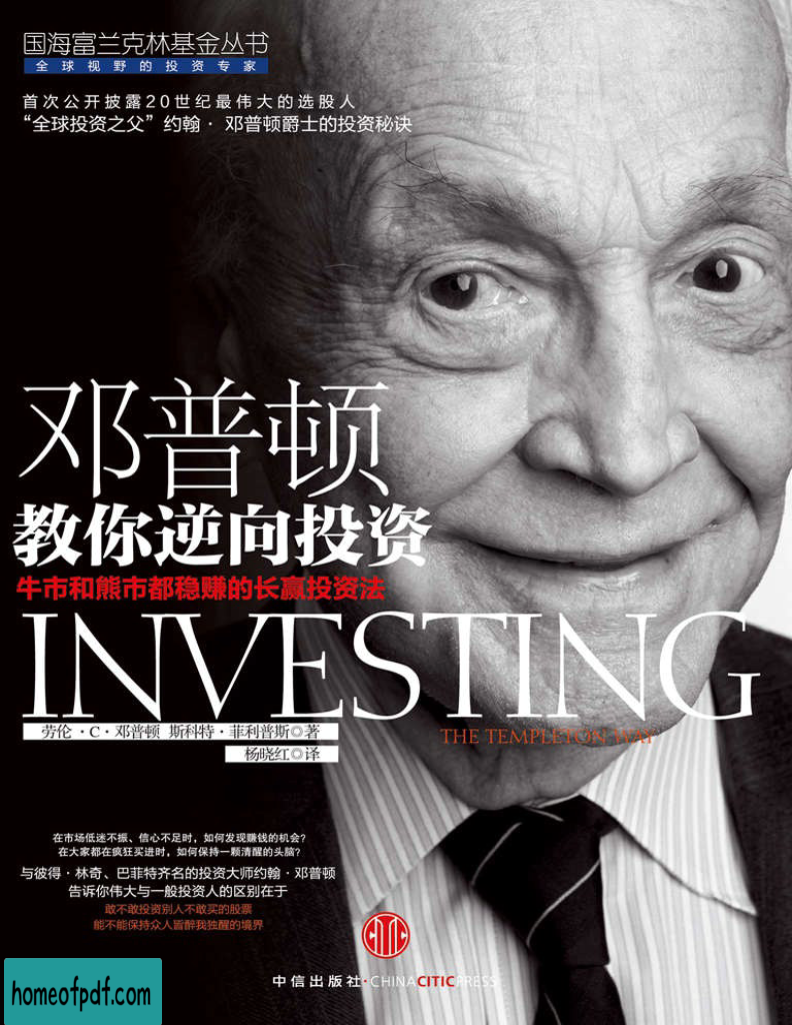 国海富兰克林基金丛书
全球视野的投资专家
首次公开披露20世纪最伟大的选股人
“全球投资之父”约翰·邓普顿爵士的投资秘诀
邓普顿
教你逆向投资
牛市和熊市都稳赚的长赢投资法
INVESTING
劳伦·C·邓普顿 斯科特·菲利普斯◎著
THE TEMPLETON WAY
杨晓红◎译
在市场低迷不振、信心不足时，如何发现赚钱的机会？
在大家都在疯狂买进时，如何保持一颗清醒的头脑？
与彼得·林奇、巴菲特齐名的投资大师约翰·邓普顿
告诉你伟大与一般投资人的区别在于
敢不敢投资别人不敢买的股票
能不能保持众人皆醉我独醒的境界
中信出版社·CHINACITICPRESS
homeofpdf.com